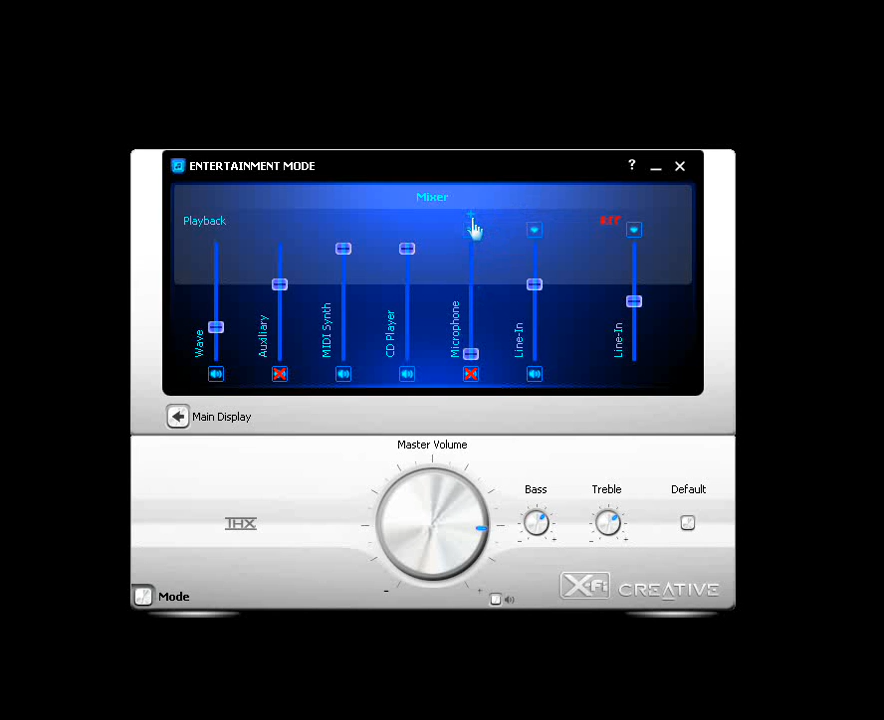 ENTERTAINMENT MODE
?
Mixer
Playback
Wave
Auxiliary
MIDI Synth
CD Player
Microphone
Line-In
Line-In
Main Display
Master Volume
Bass
Treble
Default
THX
Mode
X-Fi CREATIVE